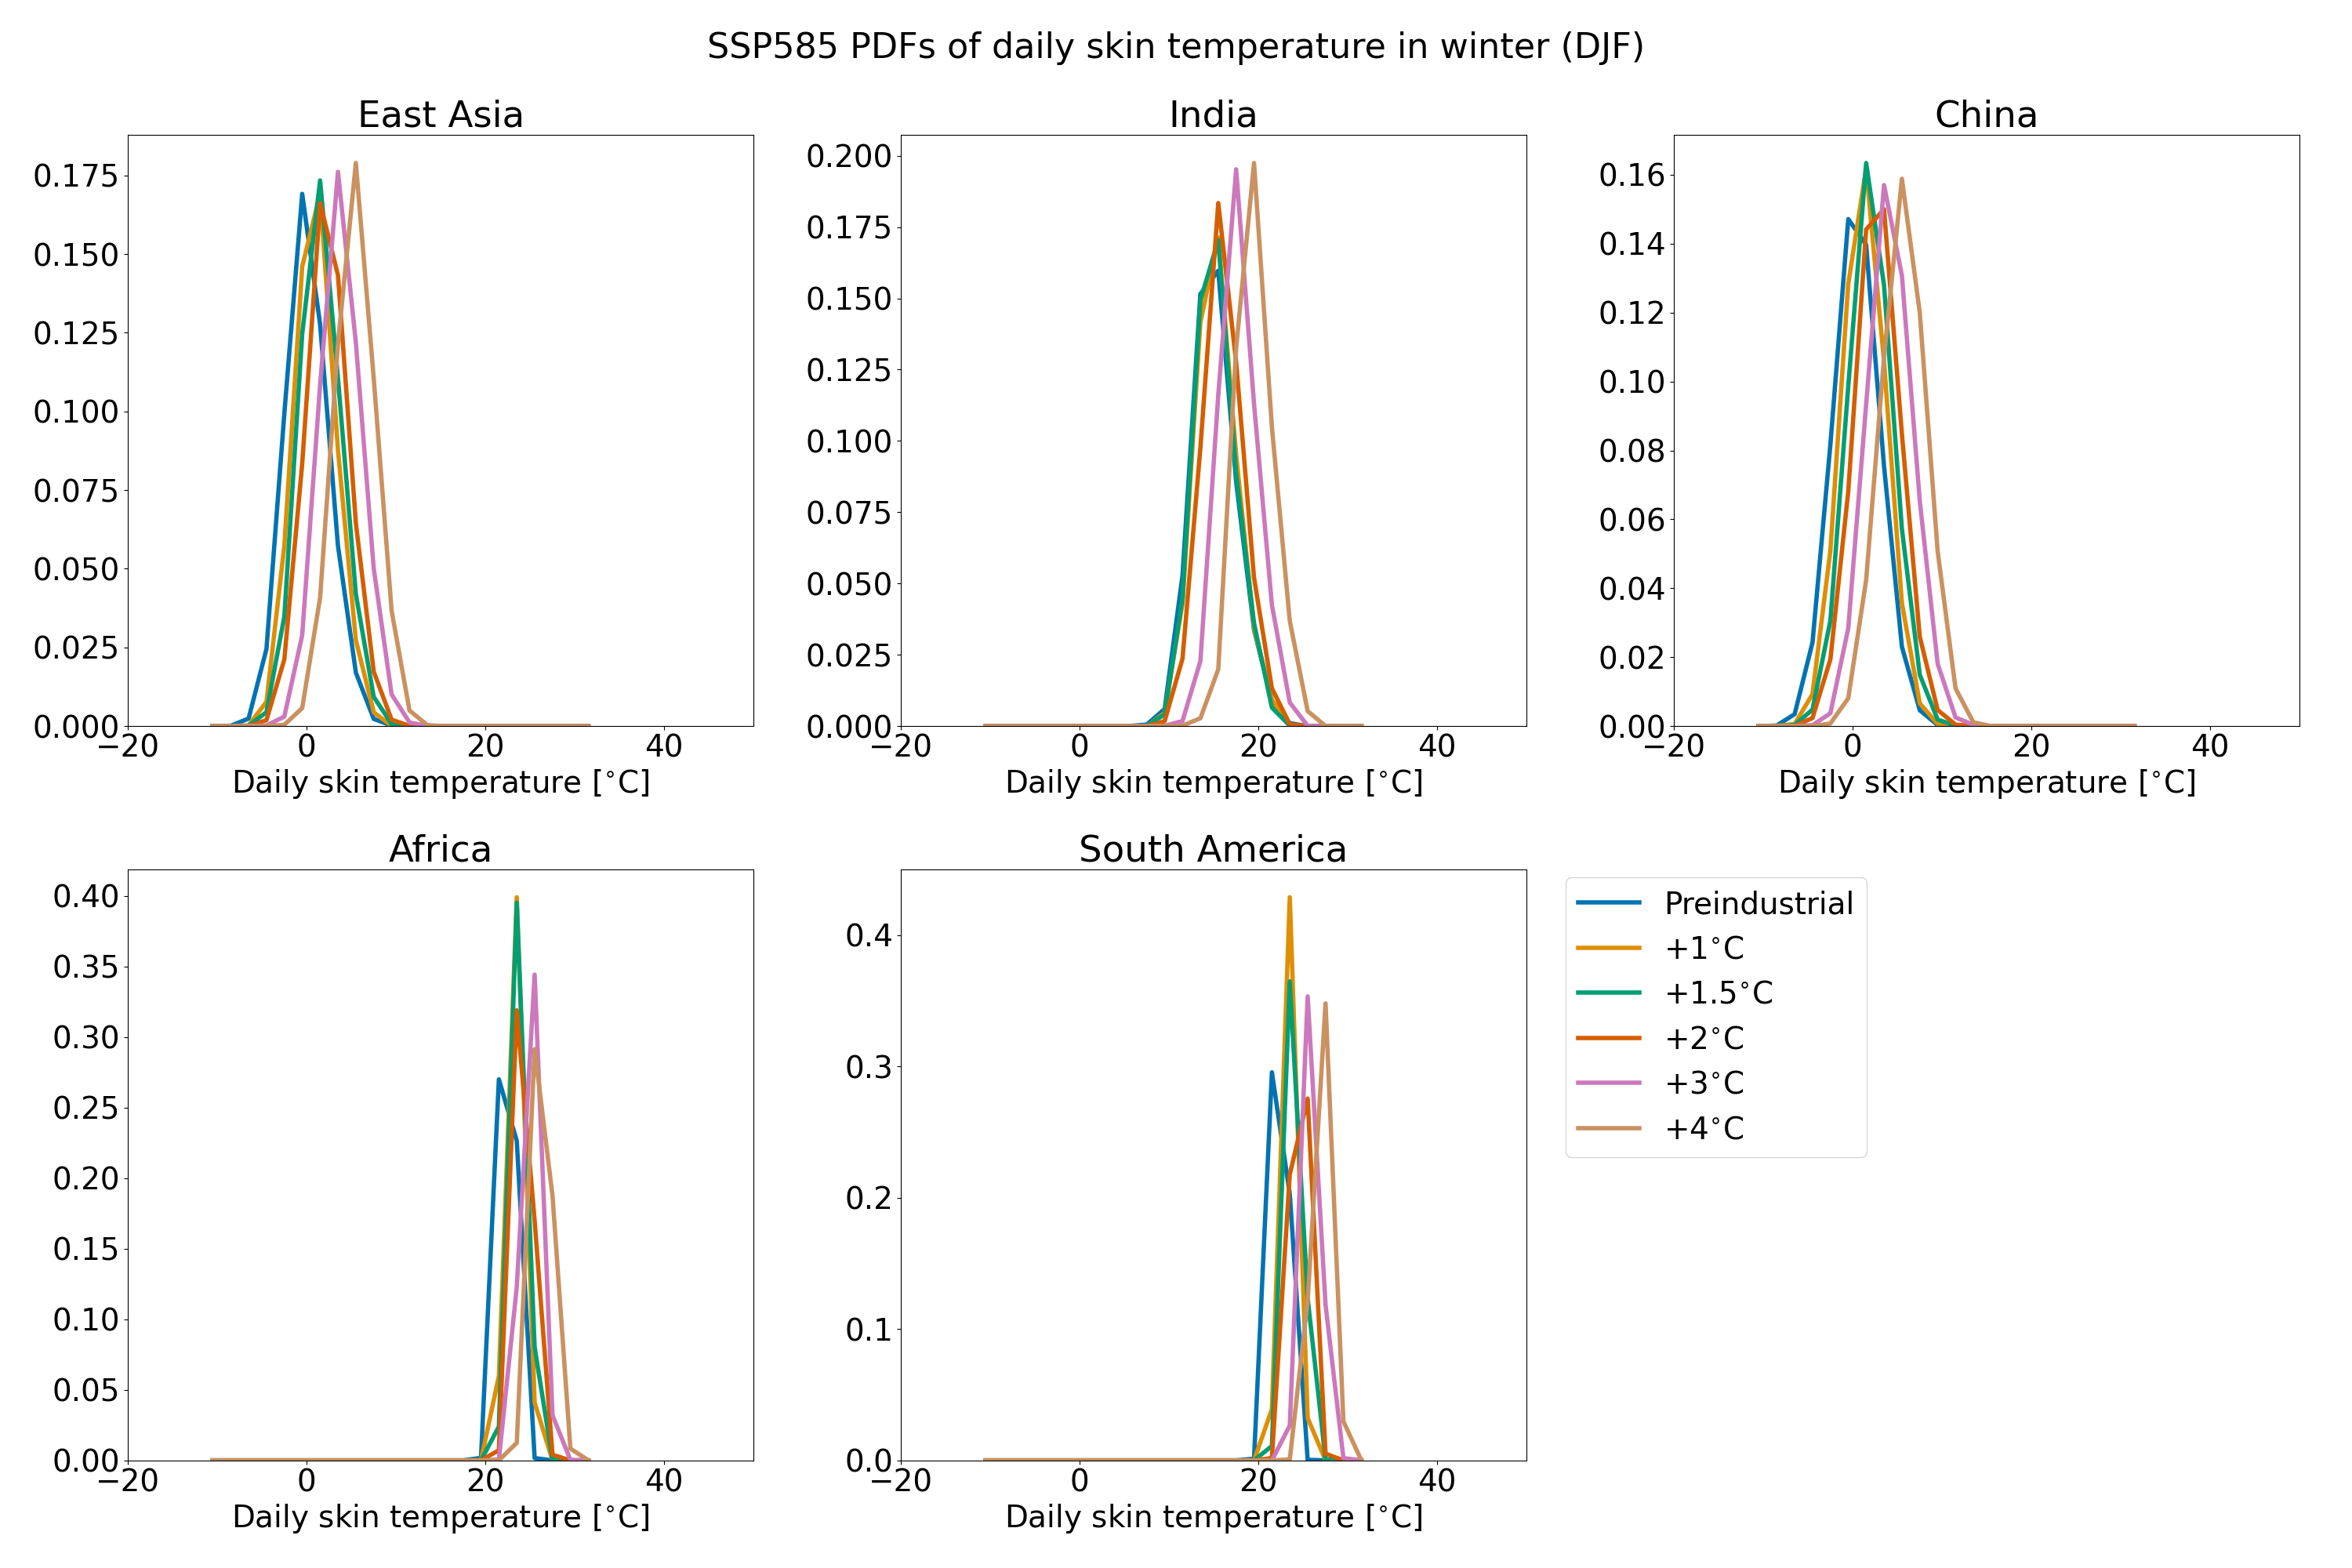 SSP585 PDFs of daily skin temperature in winter (DJF)
East Asia
0.175
0.150
0.125
0.100
0.075
0.050
0.025
0.000
−20 0 20 40
Daily skin temperature [°C]
India
0.200
0.175
0.150
0.125
0.100
0.075
0.050
0.025
0.000
−20 0 20 40
Daily skin temperature [°C]
China
0.16
0.14
0.12
0.10
0.08
0.06
0.04
0.02
0.00
−20 0 20 40
Daily skin temperature [°C]
Africa
0.40
0.35
0.30
0.25
0.20
0.15
0.10
0.05
0.00
−20 0 20 40
Daily skin temperature [°C]
South America
0.4
0.3
0.2
0.1
0.0
−20 0 20 40
Daily skin temperature [°C]
Preindustrial
+1°C
+1.5°C
+2°C
+3°C
+4°C